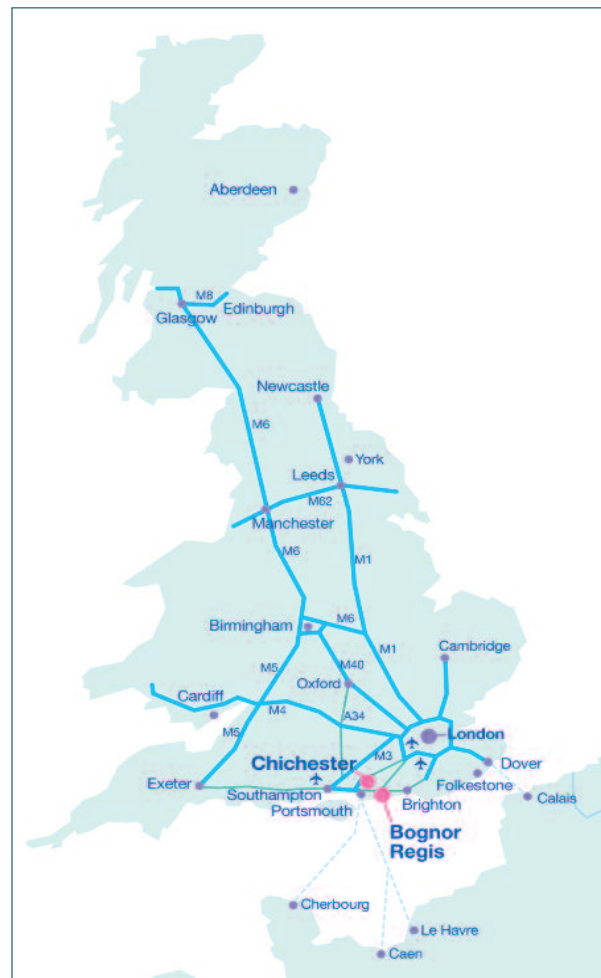 Aberdeen
M8
Edinburgh
Glasgow
Newcastle
M6
York
Leeds
M62
Manchester
M6
M1
M6
Birmingham
M1
Cambridge
M5
M40
Oxford
Cardiff
M4
A34
M5
London
M3
Chichester
Dover
Exeter
Folkestone
Southampton
Calais
Brighton
Portsmouth
Bognor
Regis
Cherbourg
Le Havre
Caen